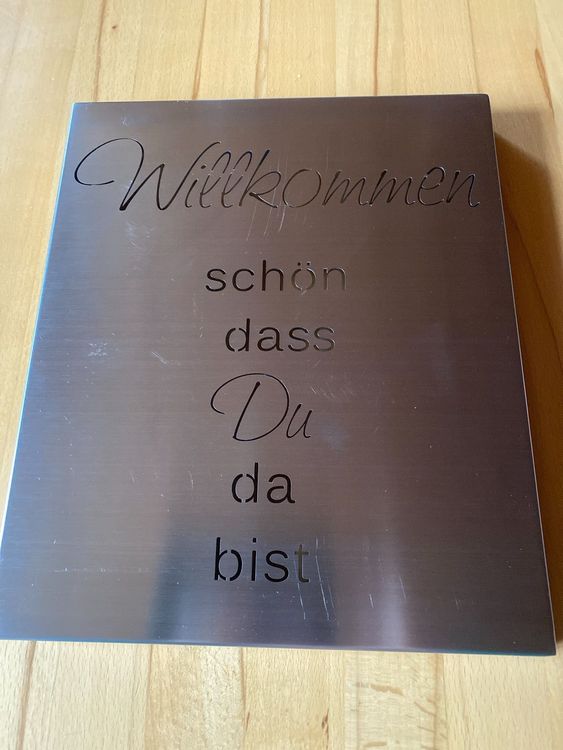 Willkommen
schön
dass
Du
da
bist